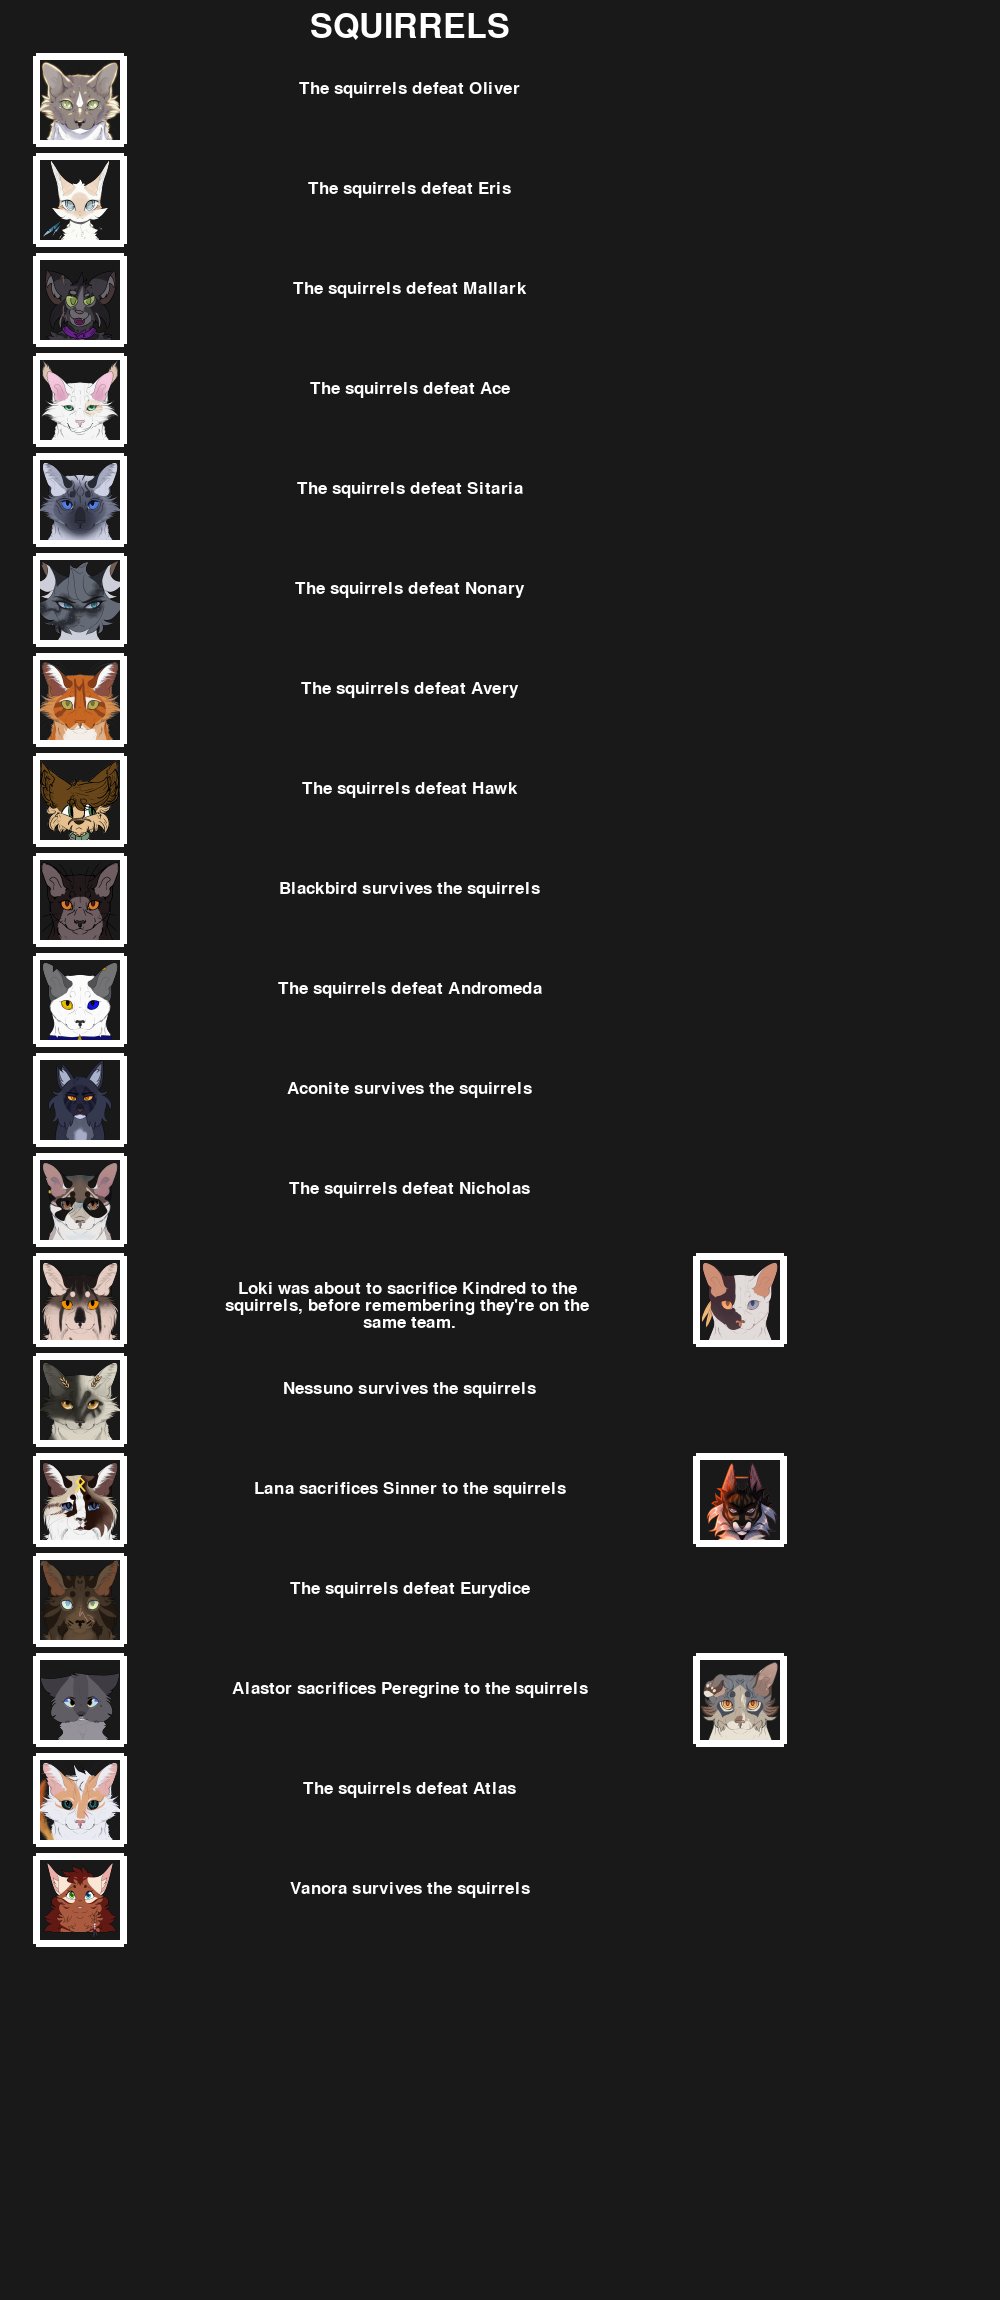 SQUIRRELS
The squirrels defeat Oliver
The squirrels defeat Eris
The squirrels defeat Mallark
The squirrels defeat Ace
The squirrels defeat Sitaria
The squirrels defeat Nonary
The squirrels defeat Avery
The squirrels defeat Hawk
Blackbird survives the squirrels
The squirrels defeat Andromeda
Aconite survives the squirrels
The squirrels defeat Nicholas
Loki was about to sacrifice Kindred to the
squirrels, before remembering they're on the
same team.
Nessuno survives the squirrels
Lana sacrifices Sinner to the squirrels
The squirrels defeat Eurydice
Alastor sacrifices Peregrine to the squirrels
The squirrels defeat Atlas
Vanora survives the squirrels